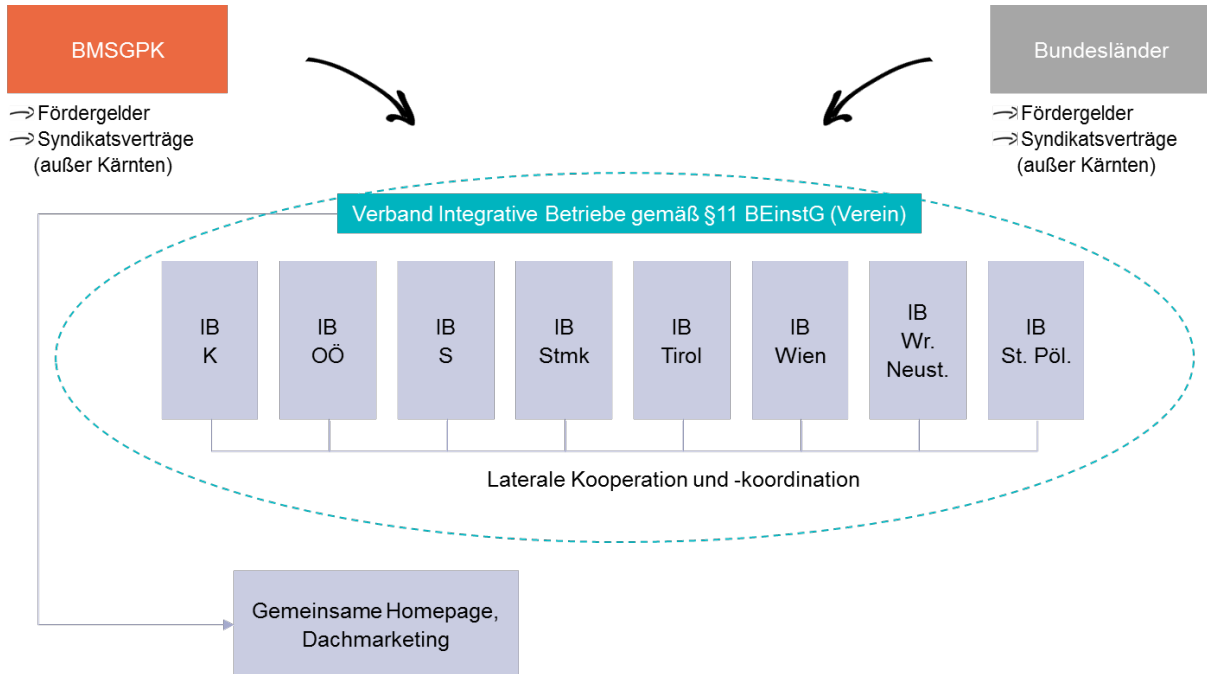 BMSGPK
Fördergelder
Syndikatsverträge
(außer Kärnten)
Bundesländer
Fördergelder
Syndikatsverträge
(außer Kärnten)
Verband Integrative Betriebe gemäß §11 BEinstG (Verein)
IB
K
IB
OÖ
IB
S
IB
Stmk
IB
Tirol
IB
Wien
IB
Wr.
Neust.
IB
St. Pöl.
Laterale Kooperation und -koordination
Gemeinsame Homepage,
Dachmarketing